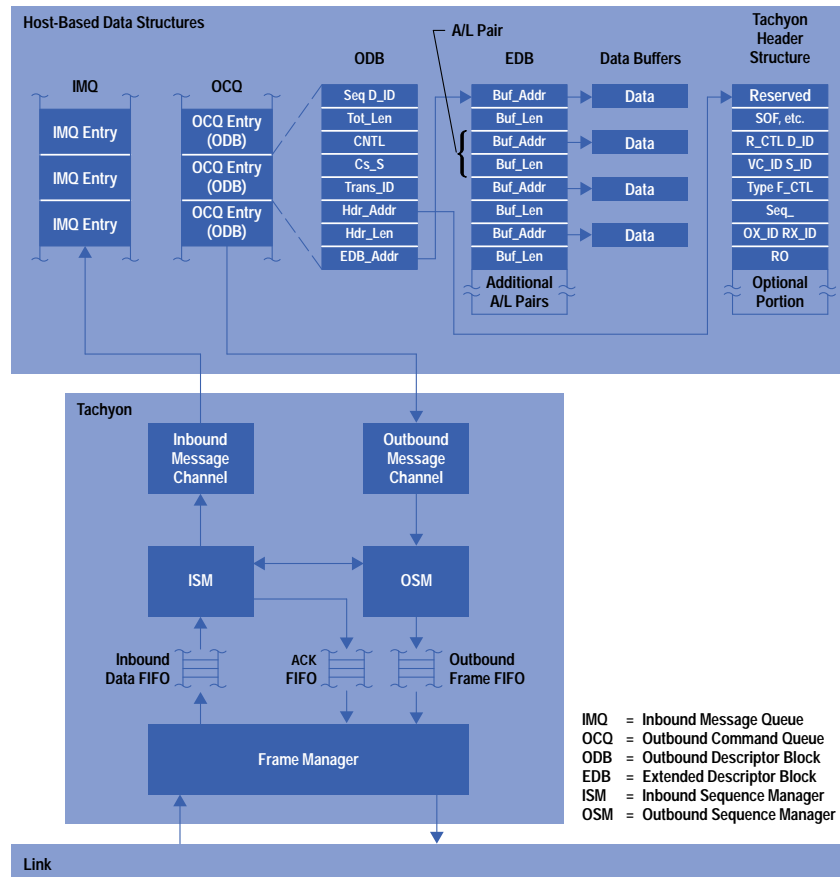 Host-Based Data Structures
A/L Pair
Tachyon
Header
Structure
IMQ
OCQ
ODB
EDB
Data Buffers
IMQ Entry
IMQ Entry
IMQ Entry
OCQ Entry
(ODB)
OCQ Entry
(ODB)
OCQ Entry
(ODB)
Seq D_ID
Tot_Len
CNTL
Cs_S
Trans_ID
Hdr_Addr
Hdr_Len
EDB_Addr
Buf_Addr
Buf_Len
Buf_Addr
Buf_Len
Buf_Addr
Buf_Len
Buf_Addr
Buf_Len
Additional
A/L Pairs
Data
Data
Data
Data
Reserved
SOF, etc.
R_CTL D_ID
VC_ID S_ID
Type F_CTL
Seq_
OX_ID RX_ID
RO
Optional
Portion
Tachyon
Inbound
Message
Channel
Outbound
Message
Channel
ISM
OSM
Inbound
Data FIFO
ACK
FIFO
Outbound
Frame FIFO
Frame Manager
IMQ = Inbound Message Queue
OCQ = Outbound Command Queue
ODB = Outbound Descriptor Block
EDB = Extended Descriptor Block
ISM = Inbound Sequence Manager
OSM = Outbound Sequence Manager
Link